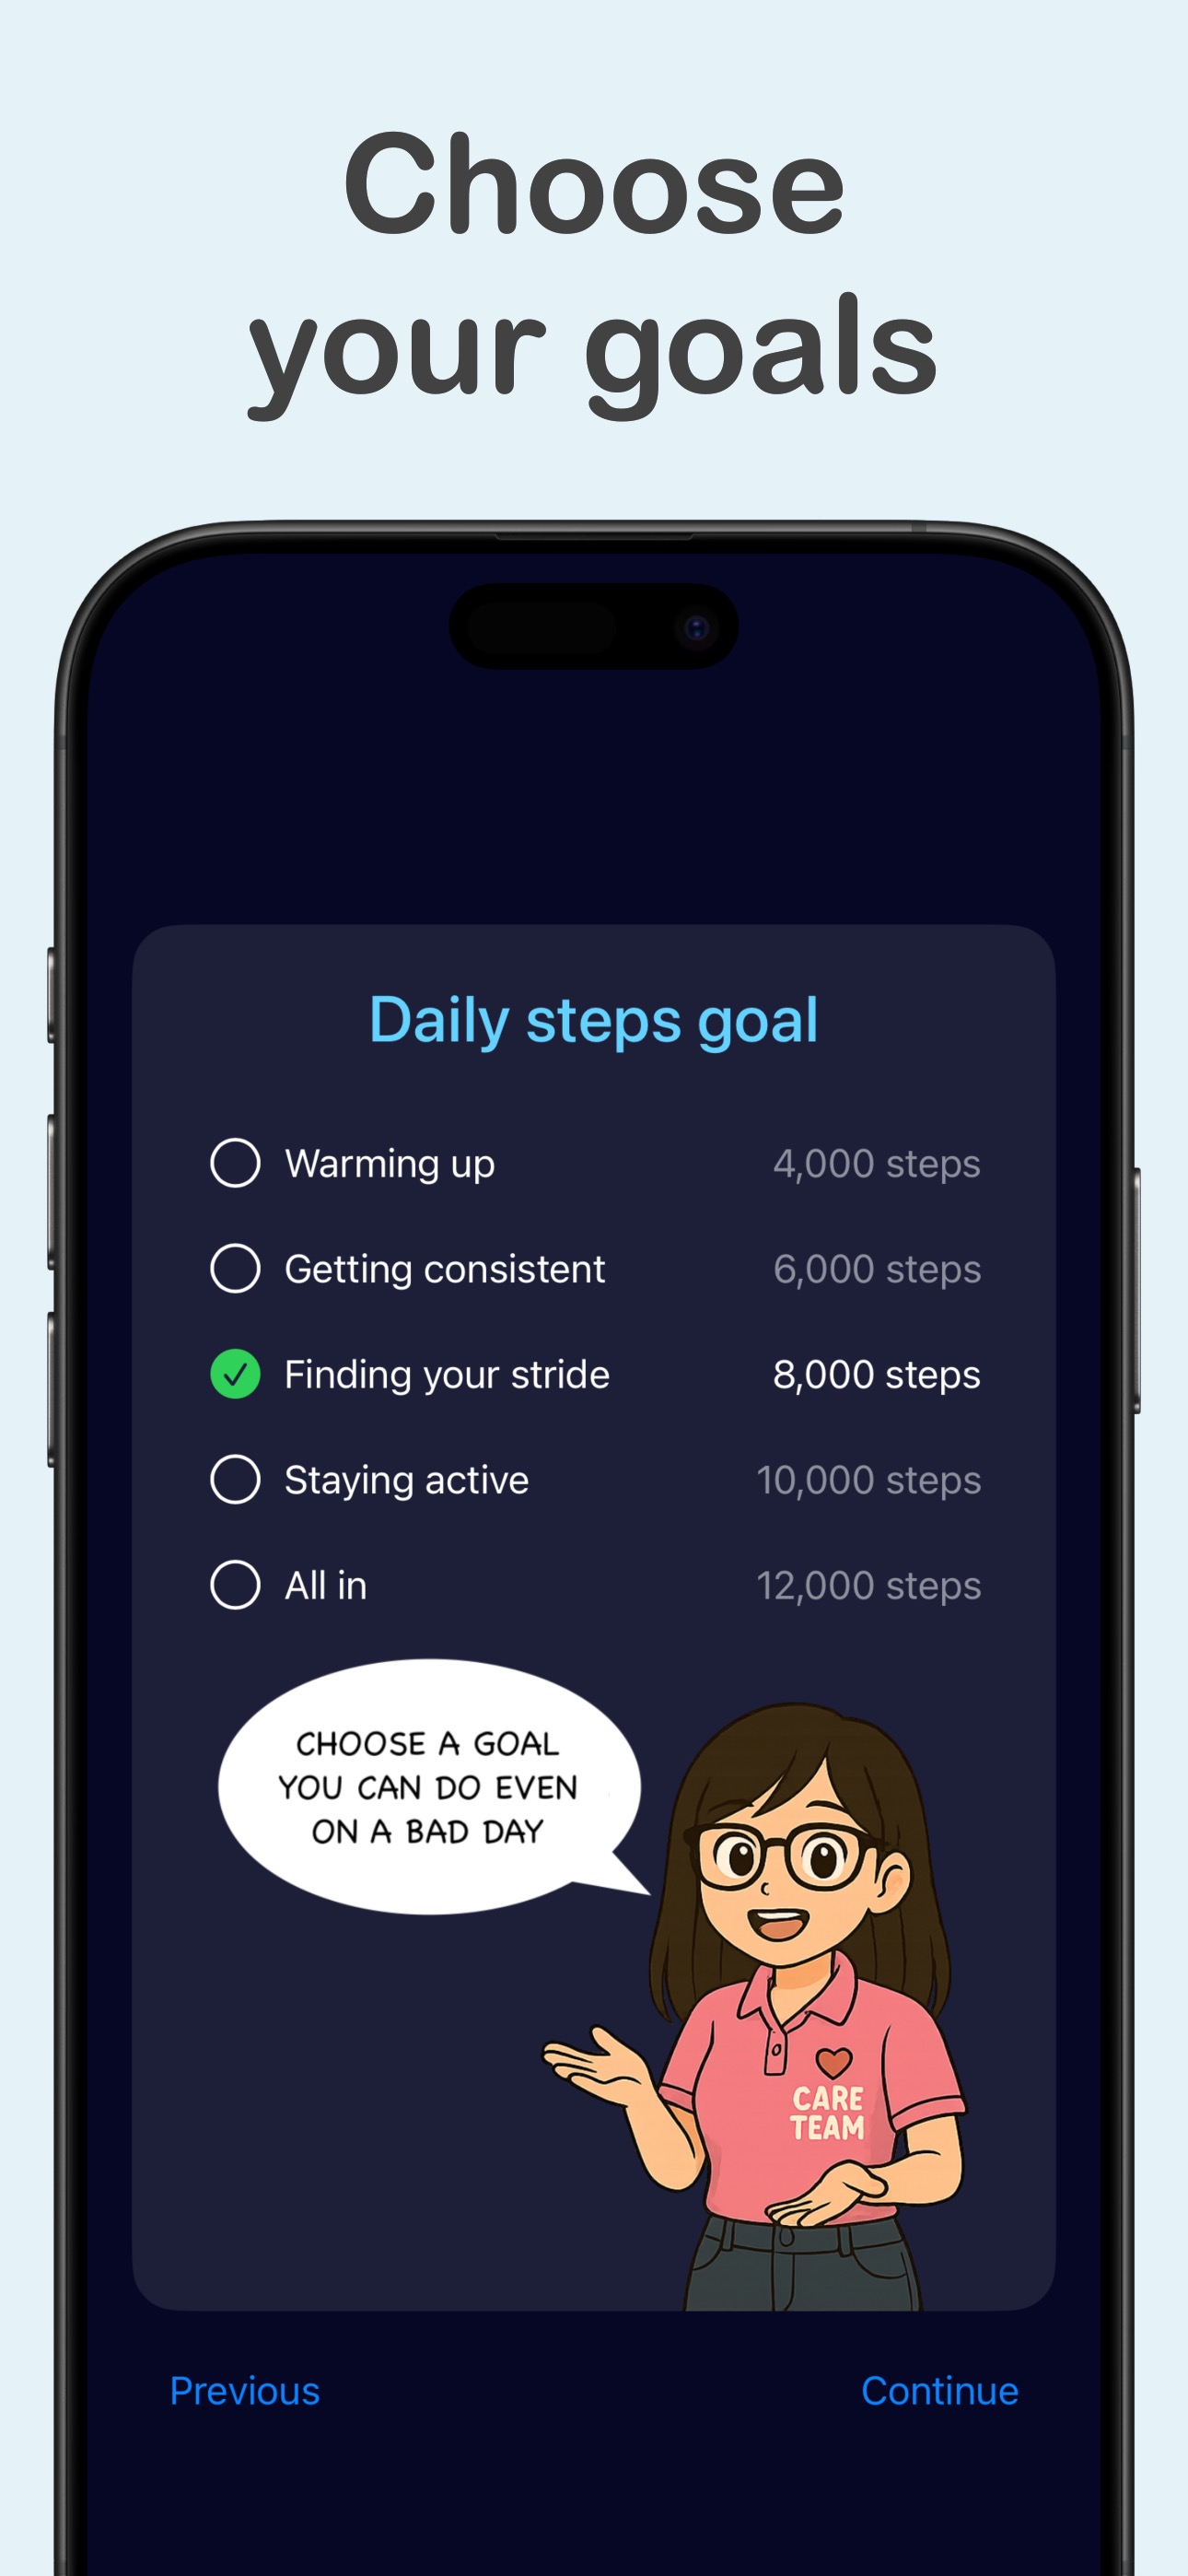 Choose
your goals
Daily steps goal
Warming up 4,000 steps
Getting consistent 6,000 steps
Finding your stride 8,000 steps
Staying active 10,000 steps
All in 12,000 steps
CHOOSE A GOAL
YOU CAN DO EVEN
ON A BAD DAY
CARE
TEAM
Previous Continue